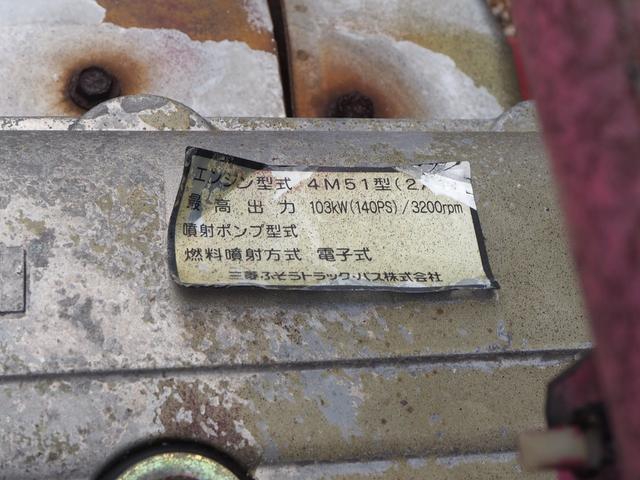 エンジン型式 4M51型(2
最高出力 103kW(140PS)/3200rpm
噴射ポンプ型式
燃料噴射方式 電子式
三菱ふそうトラック・バス株式会社